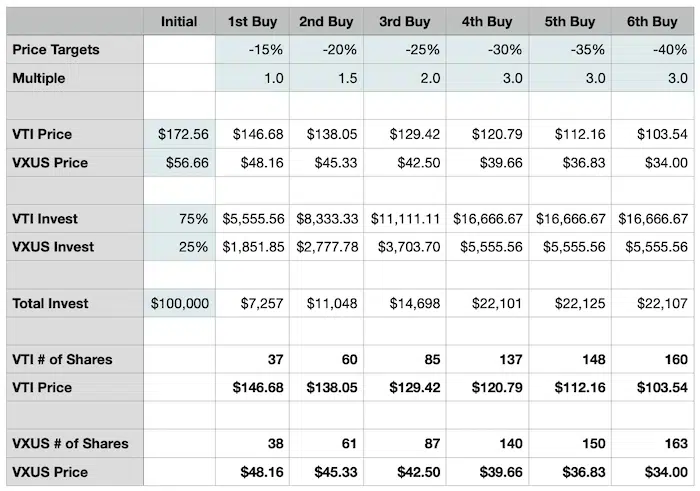 Initial 1st Buy 2nd Buy 3rd Buy 4th Buy 5th Buy 6th Buy
Price Targets -15% -20% -25% -30% -35% -40%
Multiple 1.0 1.5 2.0 3.0 3.0 3.0
VTI Price $172.56 $146.68 $138.05 $129.42 $120.79 $112.16 $103.54
VXUS Price $56.66 $48.16 $45.33 $42.50 $39.66 $36.83 $34.00
VTI Invest 75% $5,555.56 $8,333.33 $11,111.11 $16,666.67 $16,666.67 $16,666.67
VXUS Invest 25% $1,851.85 $2,777.78 $3,703.70 $5,555.56 $5,555.56 $5,555.56
Total Invest $100,000 $7,257 $11,048 $14,698 $22,101 $22,125 $22,107
VTI # of Shares 37 60 85 137 148 160
VTI Price $146.68 $138.05 $129.42 $120.79 $112.16 $103.54
VXUS # of Shares 38 61 87 140 150 163
VXUS Price $48.16 $45.33 $42.50 $39.66 $36.83 $34.00